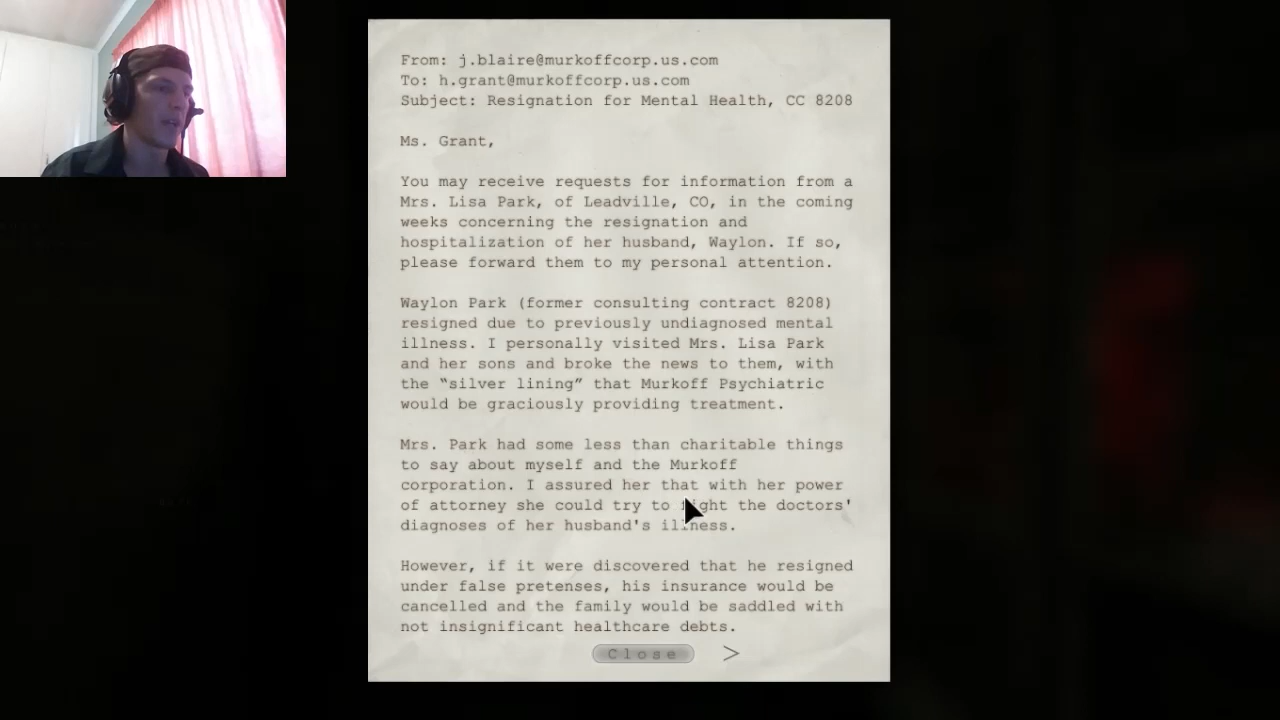 From: j.blaire@murkoffcorp.us.com
To: h.grant@murkoffcorp.us.com
Subject: Resignation for Mental Health, CC 8208
Ms. Grant,
You may receive requests for information from a
Mrs. Lisa Park, of Leadville, CO, in the coming
weeks concerning the resignation and
hospitalization of her husband, Waylon. If so,
please forward them to my personal attention.
Waylon Park (former consulting contract 8208)
resigned due to previously undiagnosed mental
illness. I personally visited Mrs. Lisa Park
and her sons and broke the news to them, with
the “silver lining” that Murkoff Psychiatric
would be graciously providing treatment.
Mrs. Park had some less than charitable things
to say about myself and the Murkoff
corporation. I assured her that with her power
of attorney she could try to fight the doctors'
diagnoses of her husband's illness.
However, if it were discovered that he resigned
under false pretenses, his insurance would be
cancelled and the family would be saddled with
not insignificant healthcare debts.
Close >